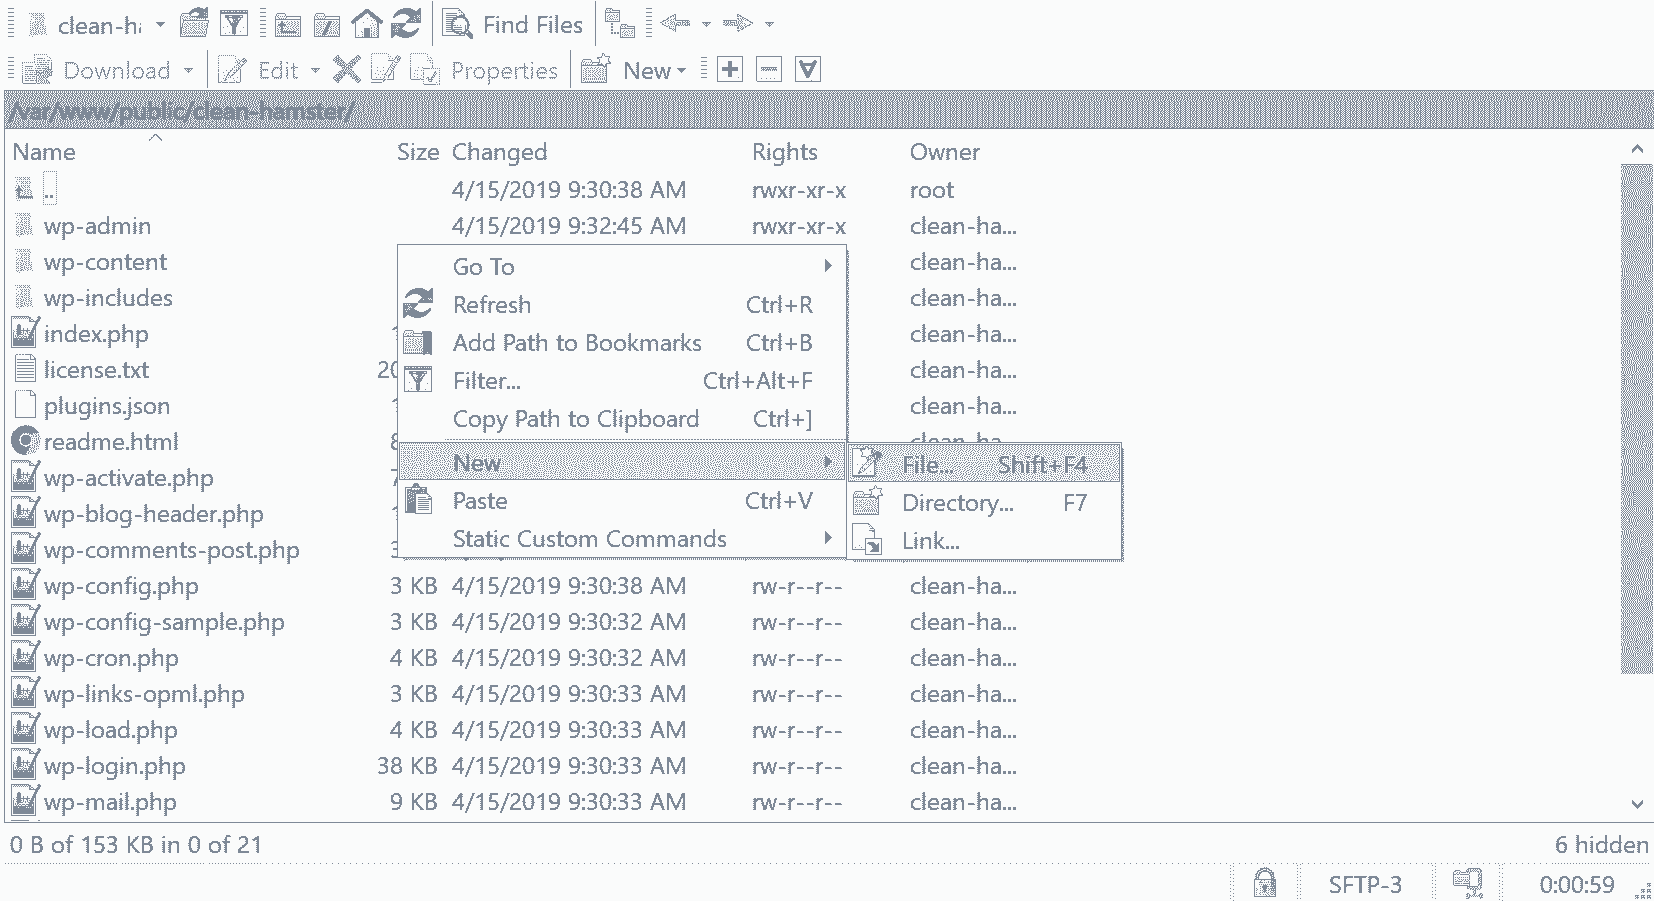 clean-ha
Find Files
Download Edit Properties New
/var/www/public/clean-hamster/
Name Size Changed Rights Owner
.. 4/15/2019 9:30:38 AM rwxr-xr-x root
wp-admin 4/15/2019 9:32:45 AM rwxr-xr-x clean-ha...
wp-content clean-ha...
wp-includes clean-ha...
index.php clean-ha...
license.txt 20 clean-ha...
plugins.json clean-ha...
readme.html 8 clean-ha...
wp-activate.php
wp-blog-header.php
wp-comments-post.php 3
wp-config.php 3 KB 4/15/2019 9:30:38 AM rw-r--r-- clean-ha...
wp-config-sample.php 3 KB 4/15/2019 9:30:32 AM rw-r--r-- clean-ha...
wp-cron.php 4 KB 4/15/2019 9:30:32 AM rw-r--r-- clean-ha...
wp-links-opml.php 3 KB 4/15/2019 9:30:33 AM rw-r--r-- clean-ha...
wp-load.php 4 KB 4/15/2019 9:30:33 AM rw-r--r-- clean-ha...
wp-login.php 38 KB 4/15/2019 9:30:33 AM rw-r--r-- clean-ha...
wp-mail.php 9 KB 4/15/2019 9:30:33 AM rw-r--r-- clean-ha...
Go To
Refresh Ctrl+R
Add Path to Bookmarks Ctrl+B
Filter... Ctrl+Alt+F
Copy Path to Clipboard Ctrl+]
New
Paste Ctrl+V
Static Custom Commands
File... Shift+F4
Directory... F7
Link...
0 B of 153 KB in 0 of 21 6 hidden
SFTP-3 0:00:59